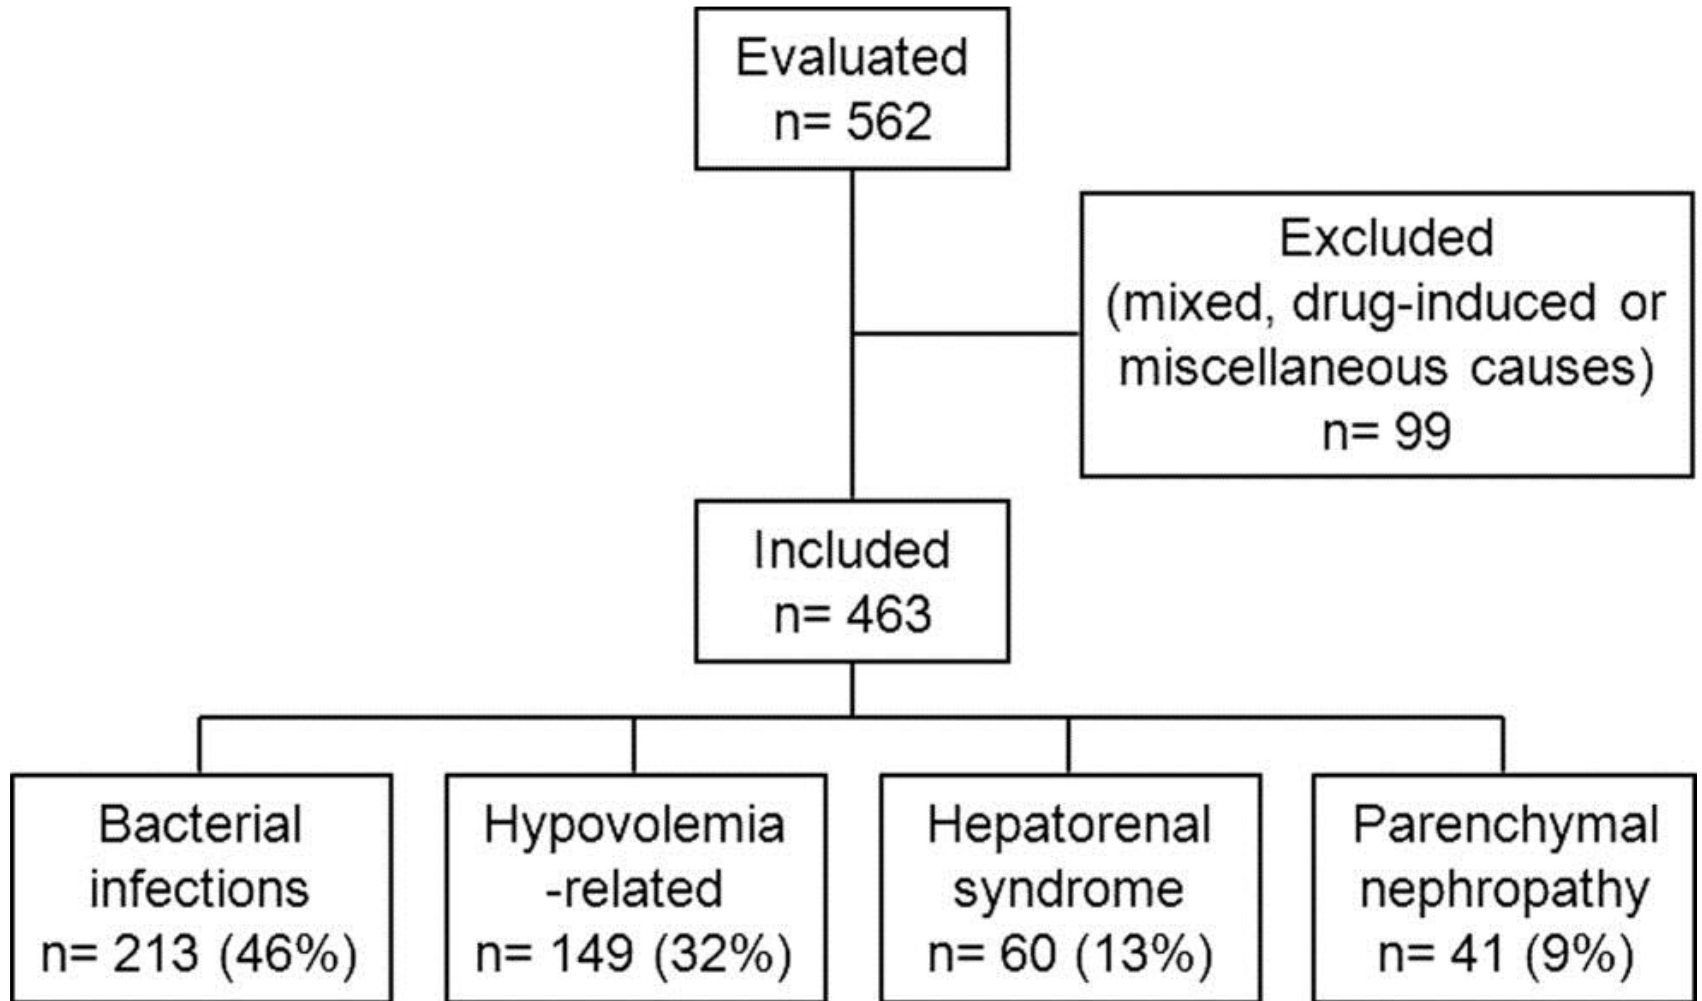 Evaluated
n= 562
Excluded
(mixed, drug-induced or
miscellaneous causes)
n= 99
Included
n= 463
Bacterial
infections
n= 213 (46%)
Hypovolemia
-related
n= 149 (32%)
Hepatorenal
syndrome
n= 60 (13%)
Parenchymal
nephropathy
n= 41 (9%)